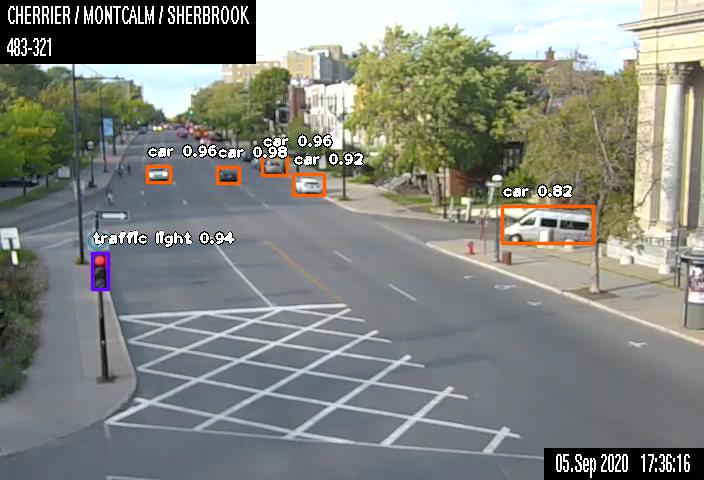 CHERRIER / MONTCALM / SHERBROOK
483-321
car 0.96
car 0.98
car 0.96
car 0.92
car 0.82
traffic light 0.94
05.Sep 2020 17:36:16